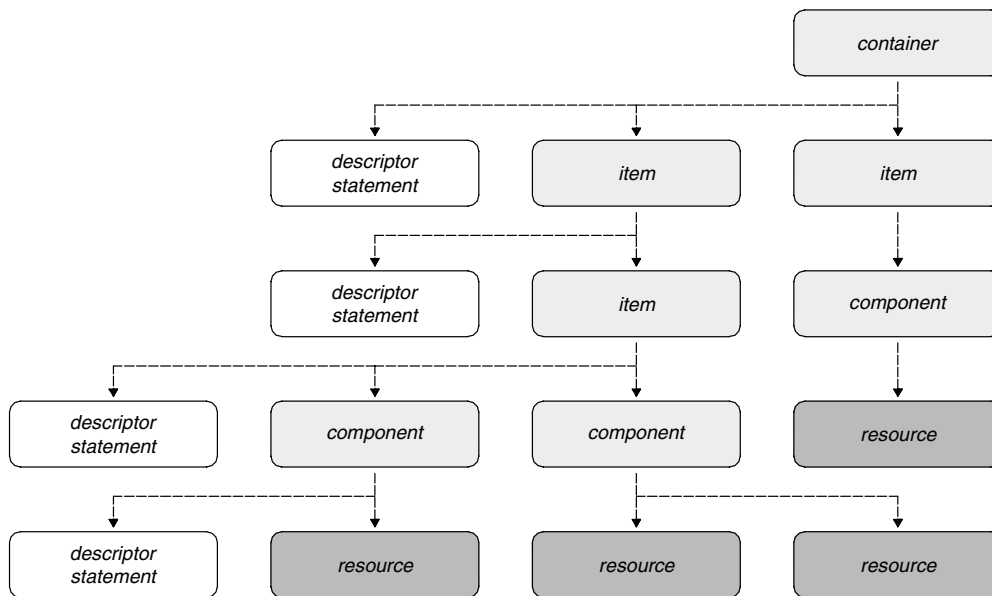 container
descriptor
statement
item
item
descriptor
statement
item
component
descriptor
statement
component
component
resource
descriptor
statement
resource
resource
resource